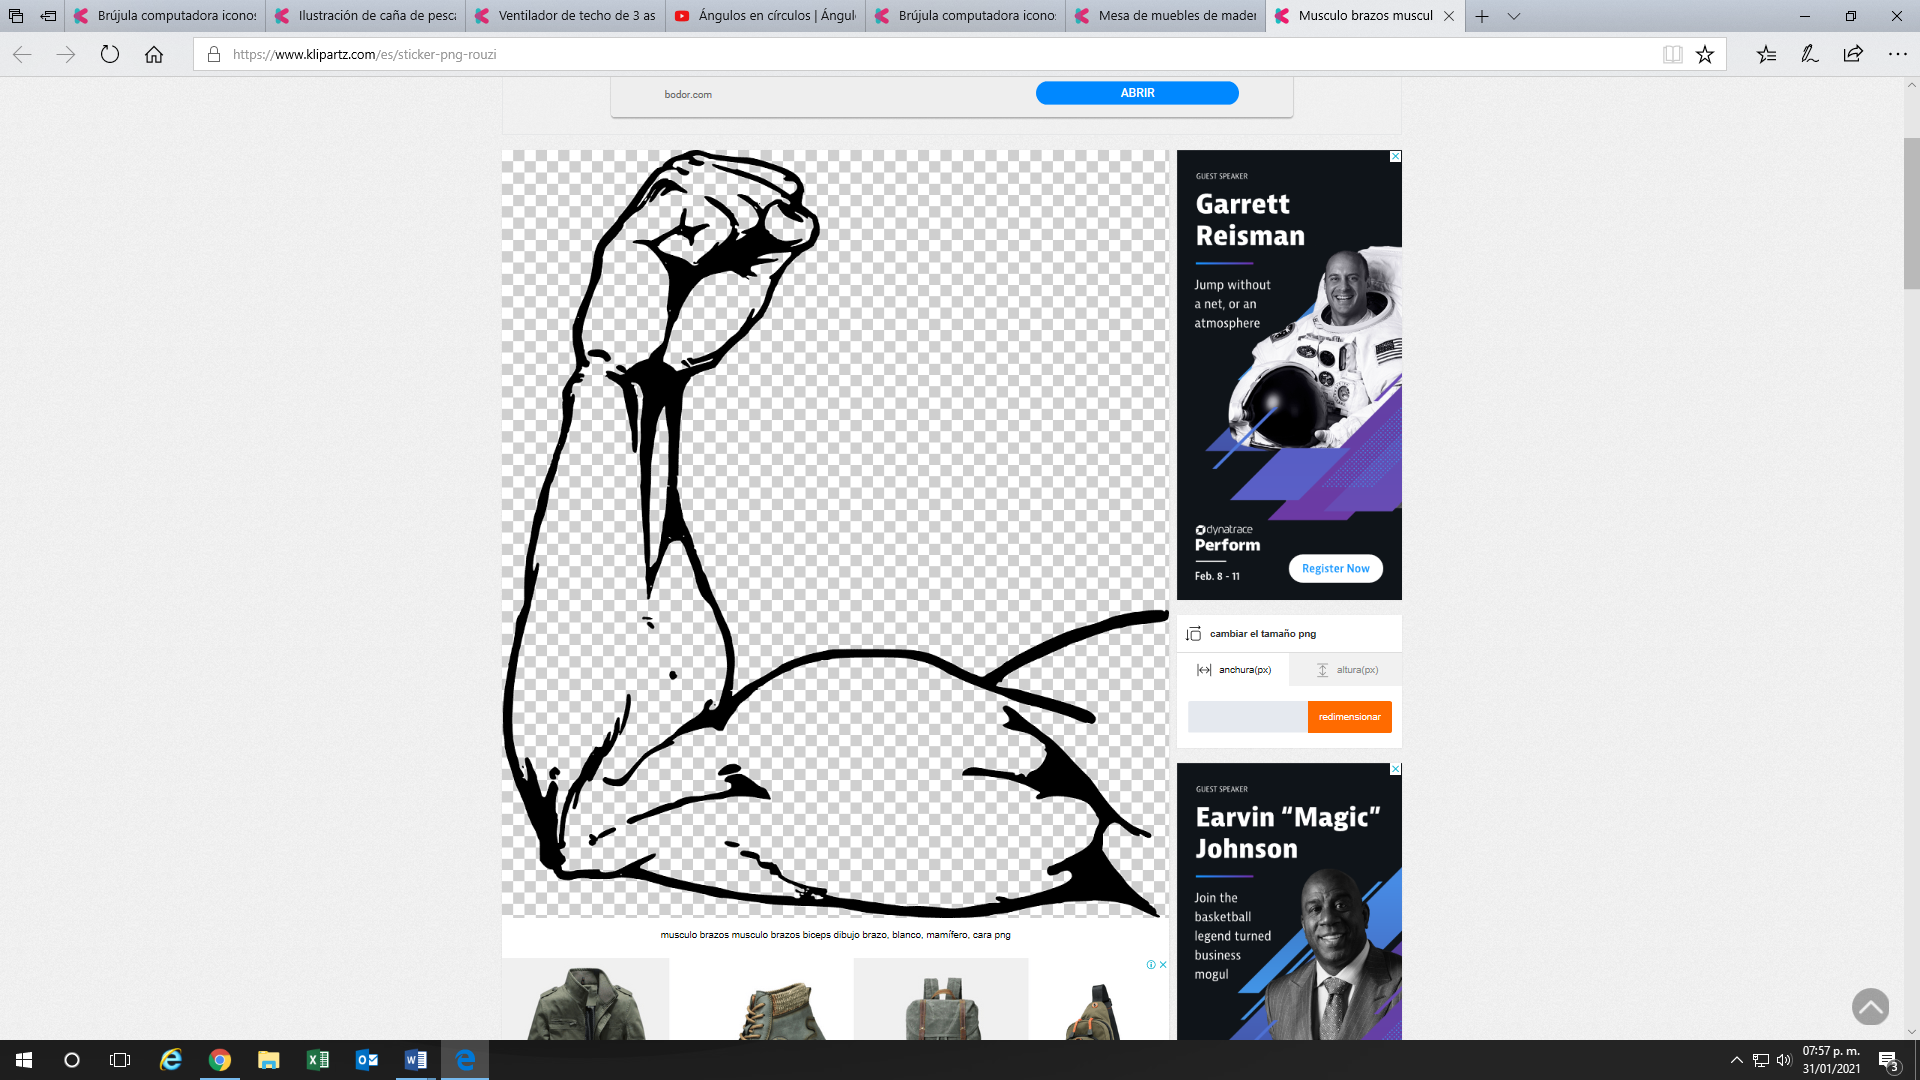 Brújula computadora iconos
Ilustración de caña de pesca
Ventilador de techo de 3 as
Ángulos en círculos | Ángul
Brújula computadora iconos
Mesa de muebles de mader
Musculo brazos muscul
https://www.klipartz.com/es/sticker-png-rouzi
bodor.com
ABRIR
GUEST SPEAKER
Garrett
Reisman
Jump without
a net, or an
atmosphere
dynatrace
Perform
Feb. 8 - 11
Register Now
cambiar el tamaño png
anchura(px)
altura(px)
redimensionar
GUEST SPEAKER
Earvin “Magic”
Johnson
Join the
basketball
legend turned
business
mogul
musculo brazos musculo brazos biceps dibujo brazo, blanco, mamífero, cara png
07:57 p. m.
31/01/2021
3